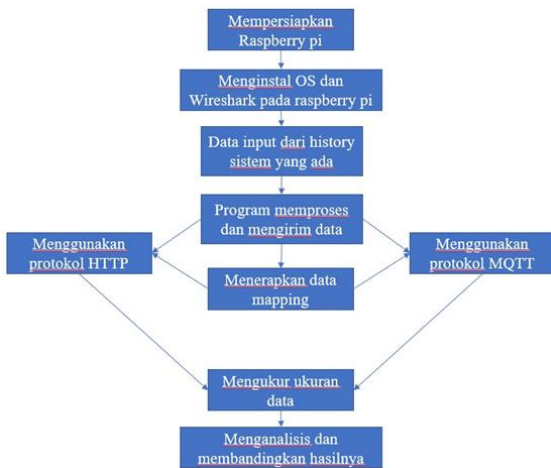 Mempersiapkan
Raspberry pi
Menginstal OS dan
Wireshark pada raspberry pi
Data input dari history
sistem yang ada
Program memproses
dan mengirim data
Menggunakan
protokol HTTP
Menggunakan
protokol MQTT
Menerapkan data
mapping
Mengukur ukuran
data
Menganalisis dan
membandingkan hasilnya